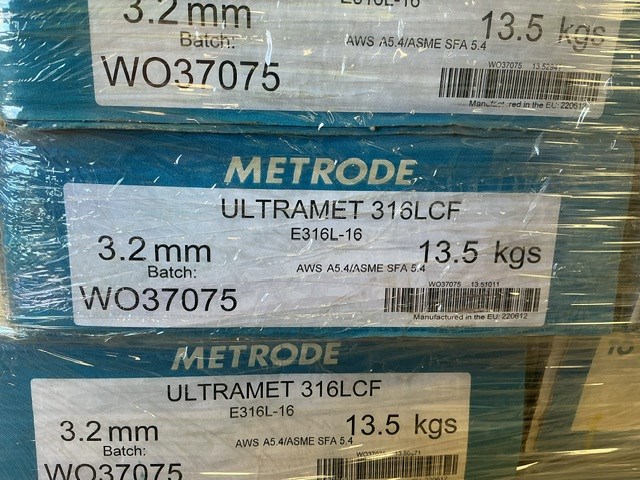 3.2 mm
E316L-16
13.5 kgs
Batch:
AWS A5.4/ASME SFA 5.4
WO37075
WO37075
Manufactured in the EU:
METRODE
ULTRAMET 316LCF
E316L-16
3.2 mm
13.5 kgs
Batch:
AWS A5.4/ASME SFA 5.4
WO37075
WO37075 13.51011
Manufactured in the EU: 220612
METRODE
ULTRAMET 316LCF
E316L-16
3.2 mm
13.5 kgs
Batch:
AWS A5.4/ASME SFA 5.4
WO37075